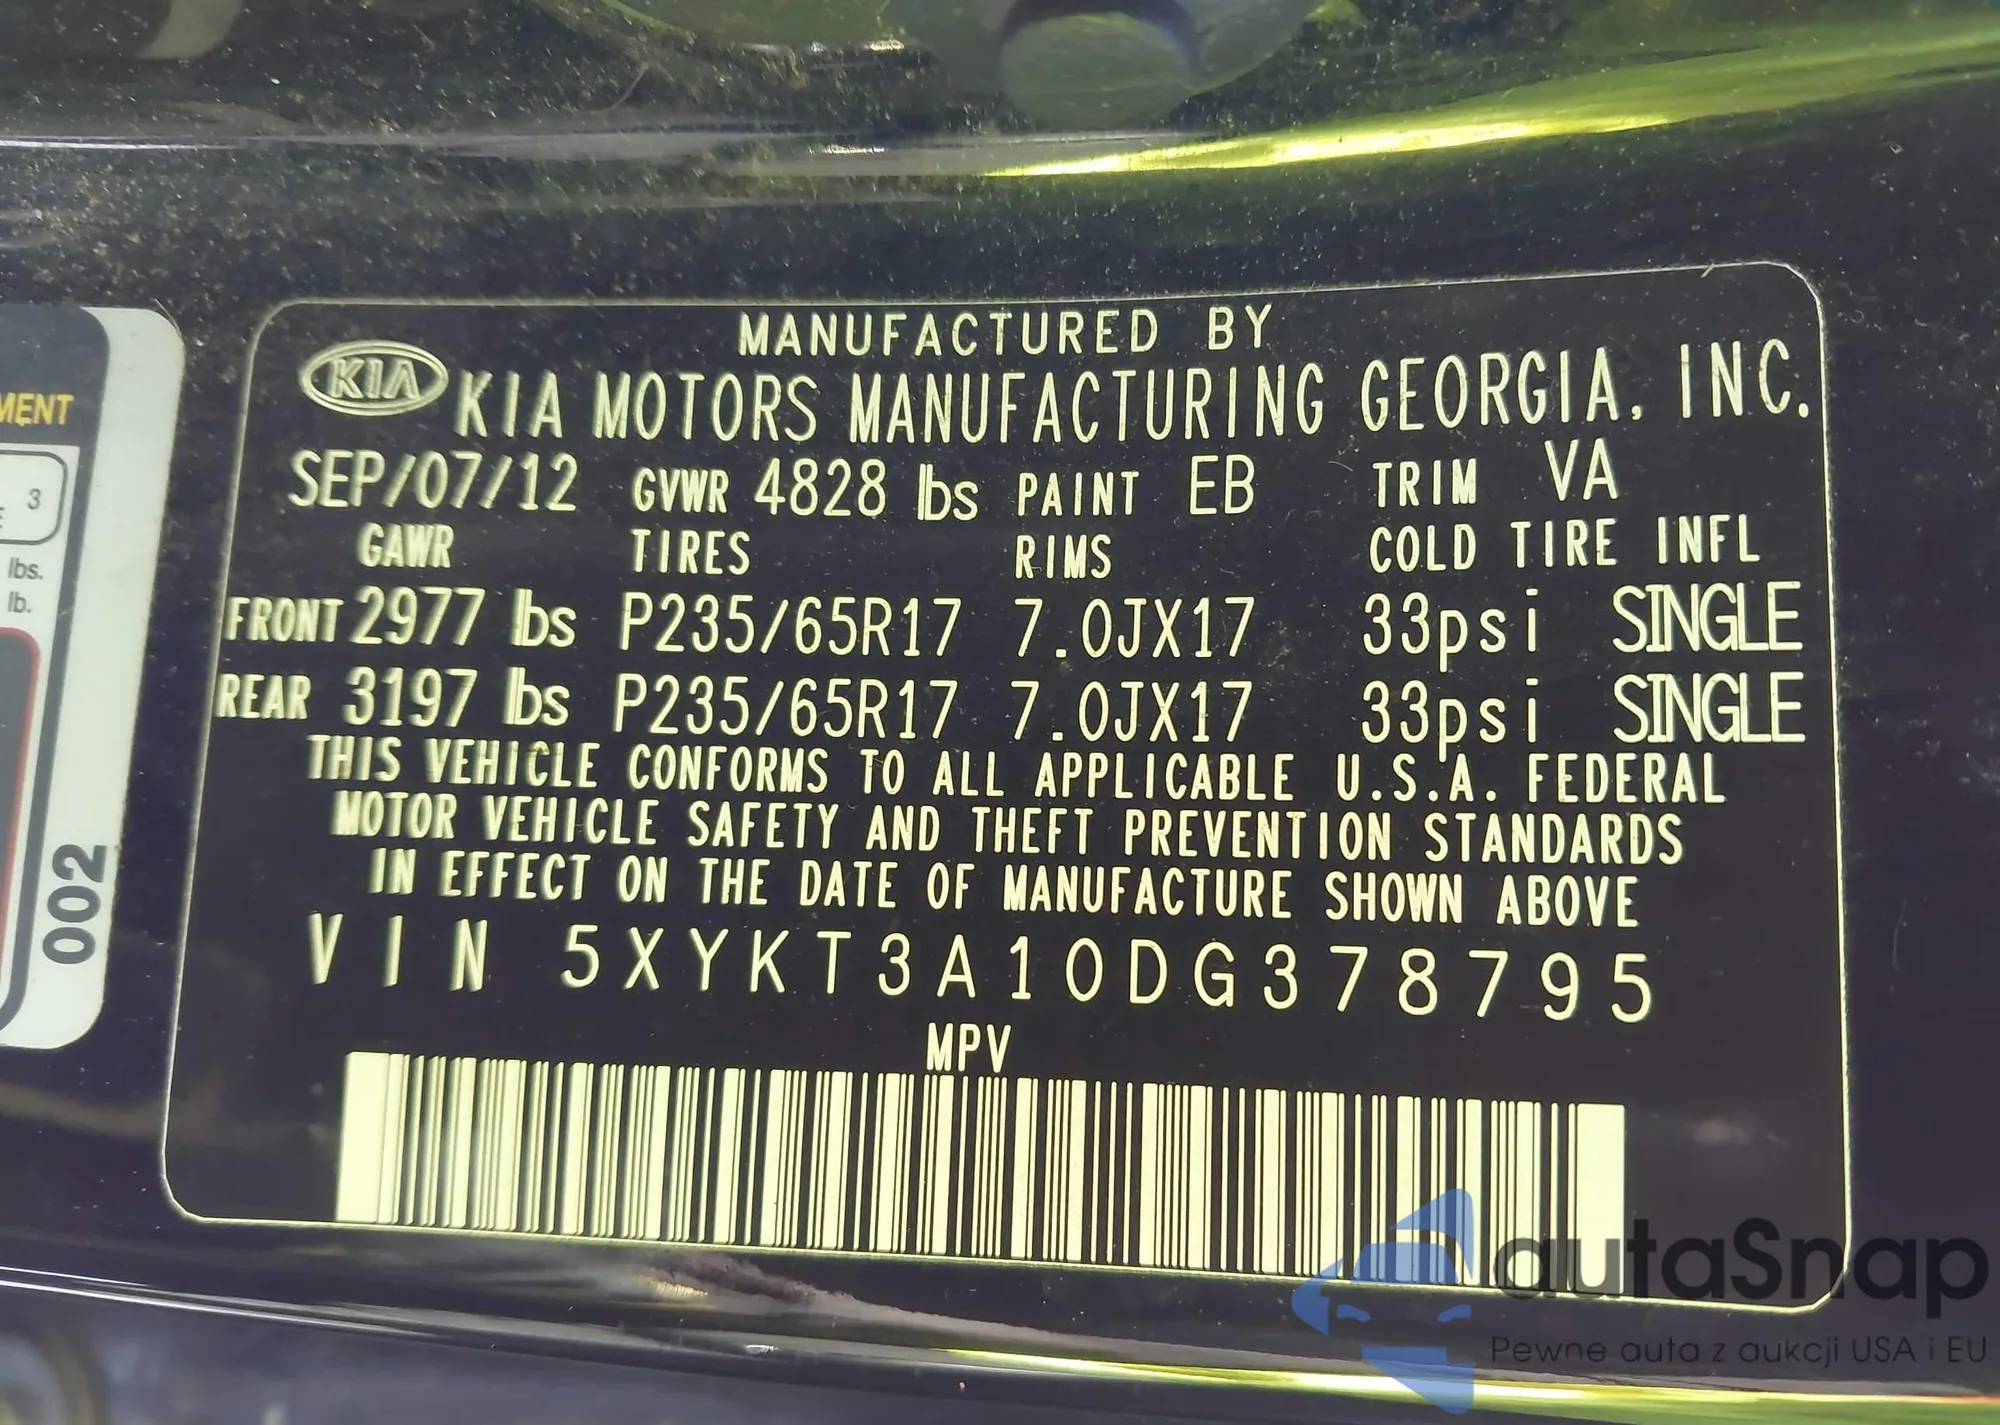 MANUFACTURED BY
KIA KIA MOTORS MANUFACTURING GEORGIA, INC.
SEP/07/12 GVWR 4828 lbs PAINT EB TRIM VA
GAWR TIRES RIMS COLD TIRE INFL
FRONT 2977 lbs P235/65R17 7.0JX17 33psi SINGLE
REAR 3197 lbs P235/65R17 7.0JX17 33psi SINGLE
THIS VEHICLE CONFORMS TO ALL APPLICABLE U.S.A. FEDERAL
MOTOR VEHICLE SAFETY AND THEFT PREVENTION STANDARDS
IN EFFECT ON THE DATE OF MANUFACTURE SHOWN ABOVE
VIN 5XYKT3A10DG378795
MPV
3
lbs.
lb.
002
autaSnap
Pewne auta z aukcji USA i EU